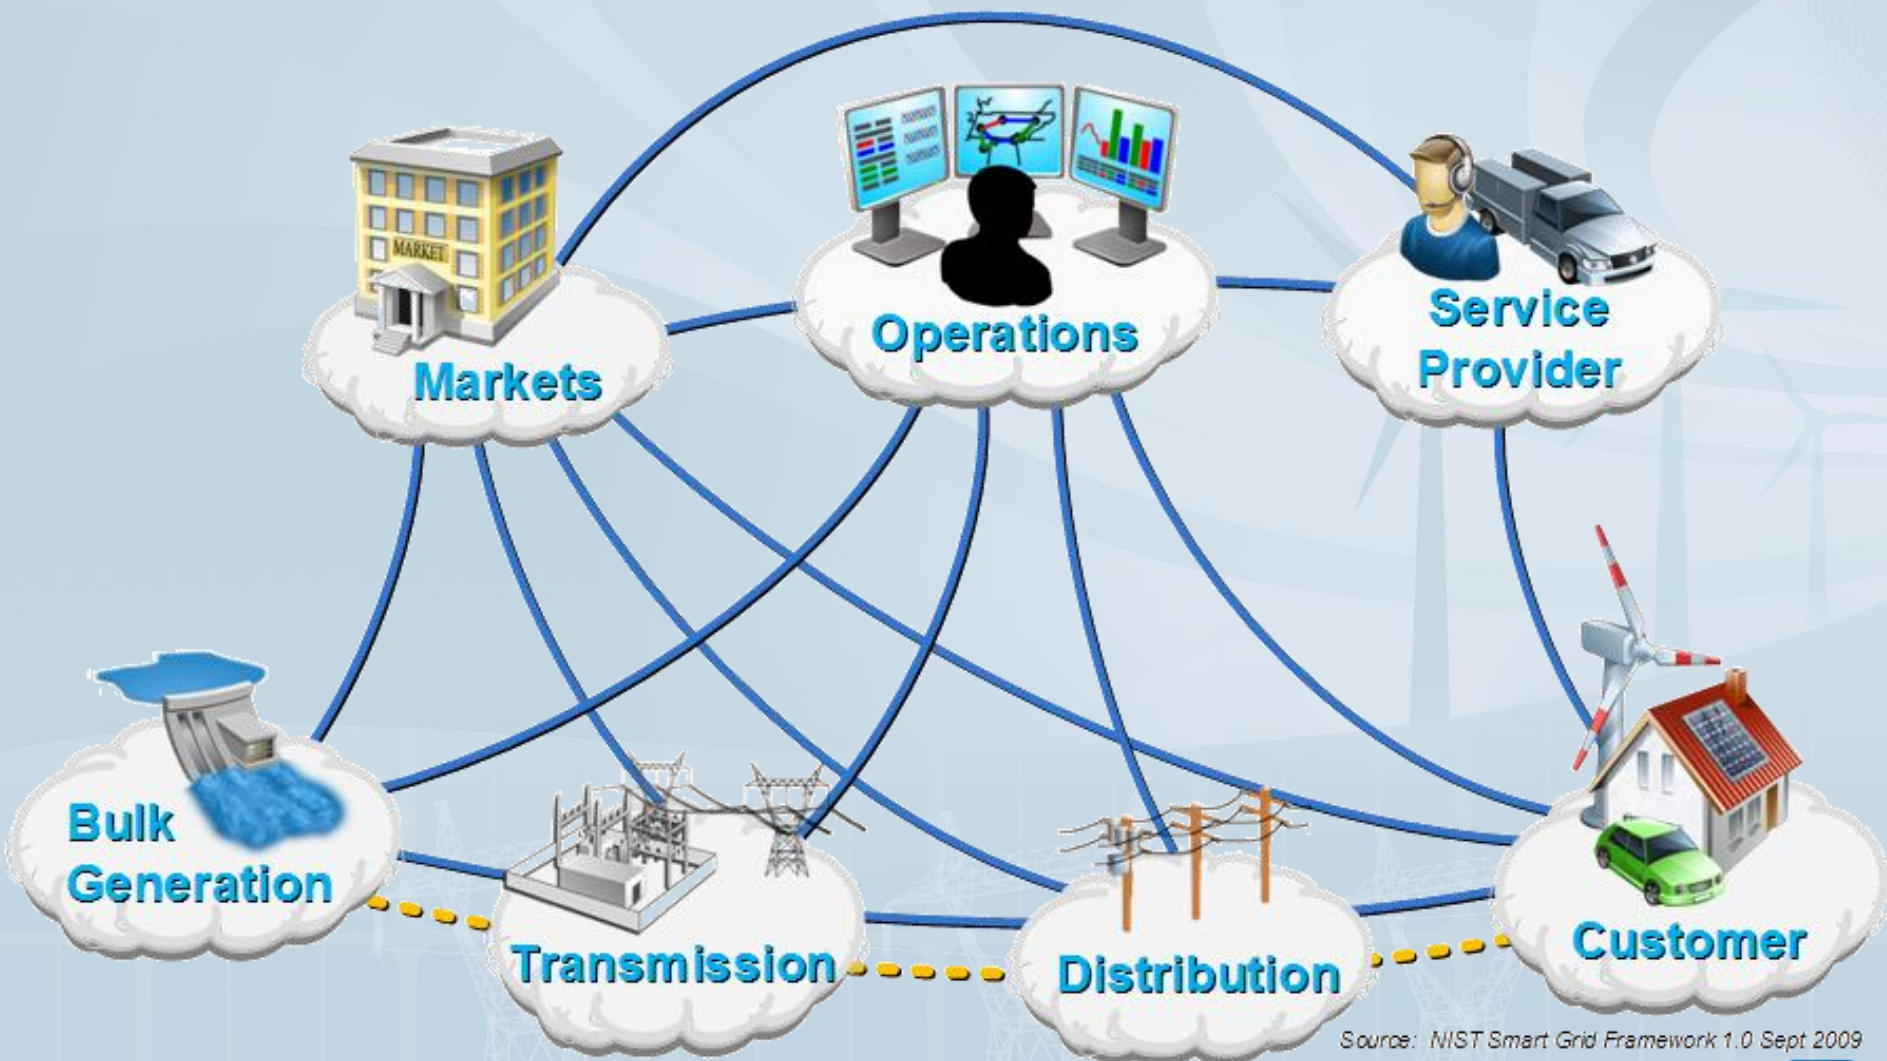 MARKET
Markets
Operations
Service
Provider
Bulk
Generation
Transmission
Distribution
Customer
Source: NIST Smart Grid Framework 1.0 Sept 2009